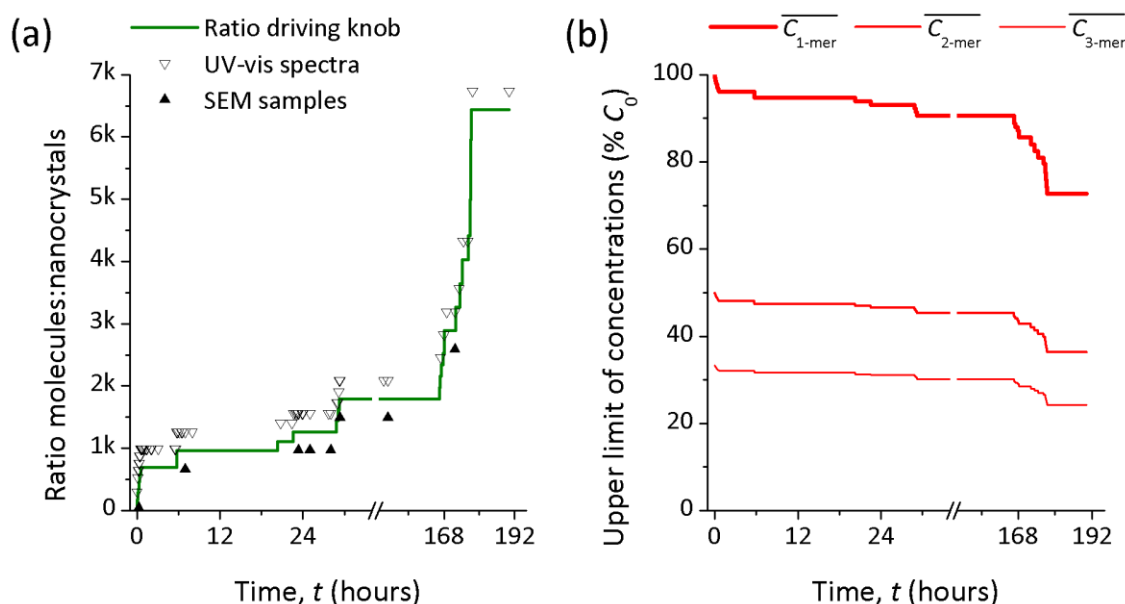 (a)
Ratio driving knob
UV-vis spectra
SEM samples
7k
6k
5k
4k
3k
2k
1k
0
Ratio molecules:nanocrystals
0 12 24 168 192
Time, t (hours)
(b)
C1-mer C2-mer C3-mer
100
80
60
40
20
0
Upper limit of concentrations (% C0)
0 12 24 168 192
Time, t (hours)